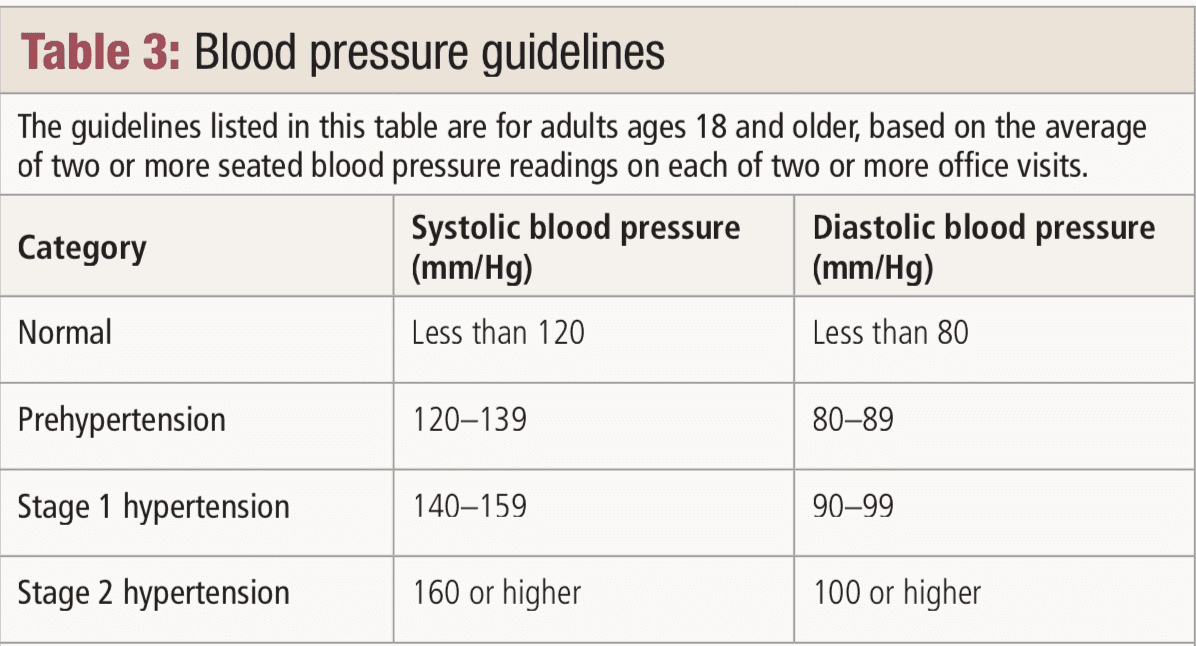 Table 3: Blood pressure guidelines
The guidelines listed in this table are for adults ages 18 and older, based on the average
of two or more seated blood pressure readings on each of two or more office visits.
Category
Systolic blood pressure
(mm/Hg)
Diastolic blood pressure
(mm/Hg)
Normal
Less than 120
Less than 80
Prehypertension
120–139
80–89
Stage 1 hypertension
140–159
90–99
Stage 2 hypertension
160 or higher
100 or higher